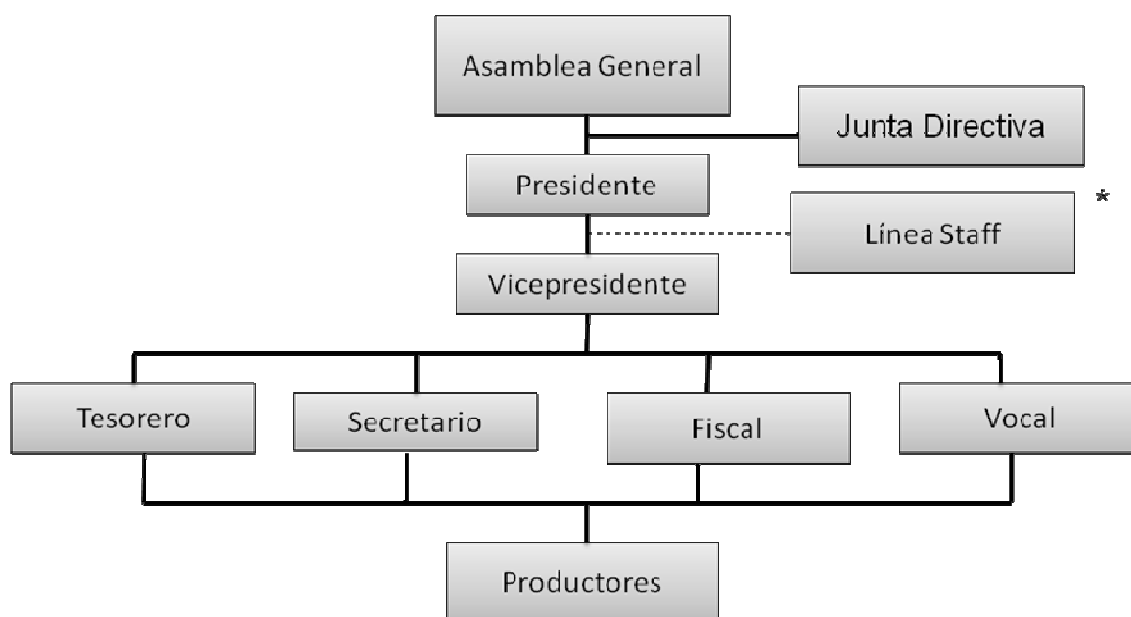 Asamblea General
Junta Directiva
Presidente
*
Línea Staff
Vicepresidente
Tesorero
Secretario
Fiscal
Vocal
Productores